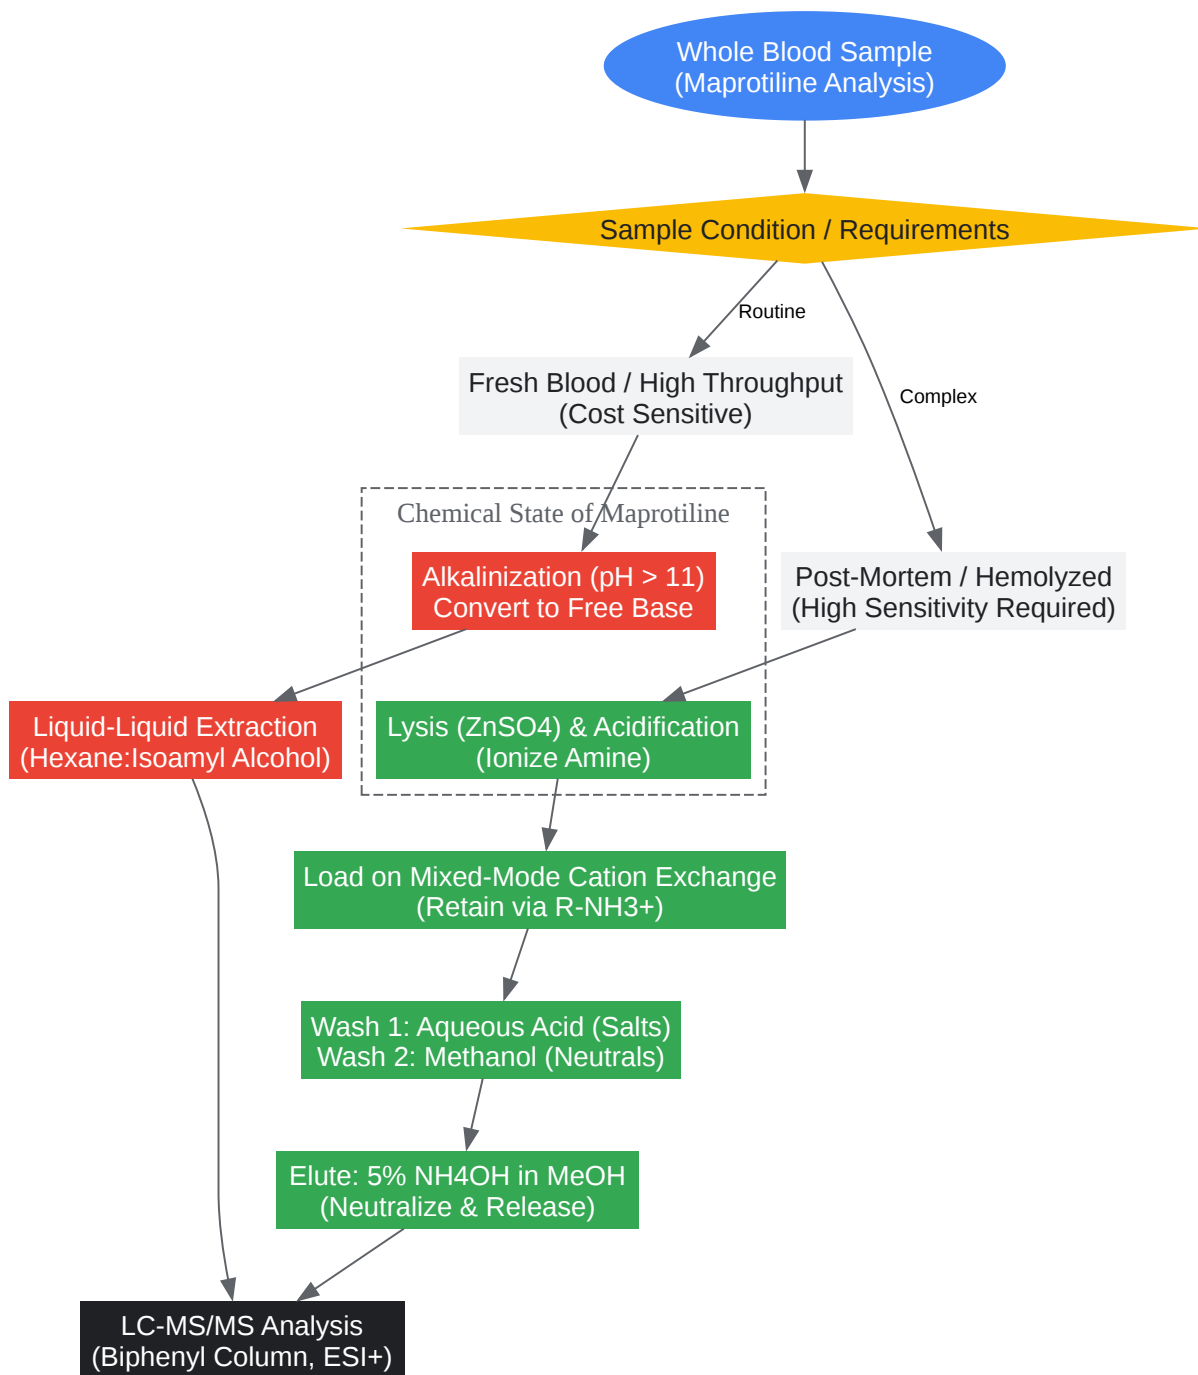 Whole Blood Sample
(Maprotiline Analysis)
Sample Condition / Requirements
Routine
Complex
Fresh Blood / High Throughput
(Cost Sensitive)
Chemical State of Maprotiline
Alkalinization (pH > 11)
Convert to Free Base
Post-Mortem / Hemolyzed
(High Sensitivity Required)
Liquid-Liquid Extraction
(Hexane:Isoamyl Alcohol)
Lysis (ZnSO4) & Acidification
(Ionize Amine)
Load on Mixed-Mode Cation Exchange
(Retain via R-NH3+)
Wash 1: Aqueous Acid (Salts)
Wash 2: Methanol (Neutrals)
Elute: 5% NH4OH in MeOH
(Neutralize & Release)
LC-MS/MS Analysis
(Biphenyl Column, ESI+)